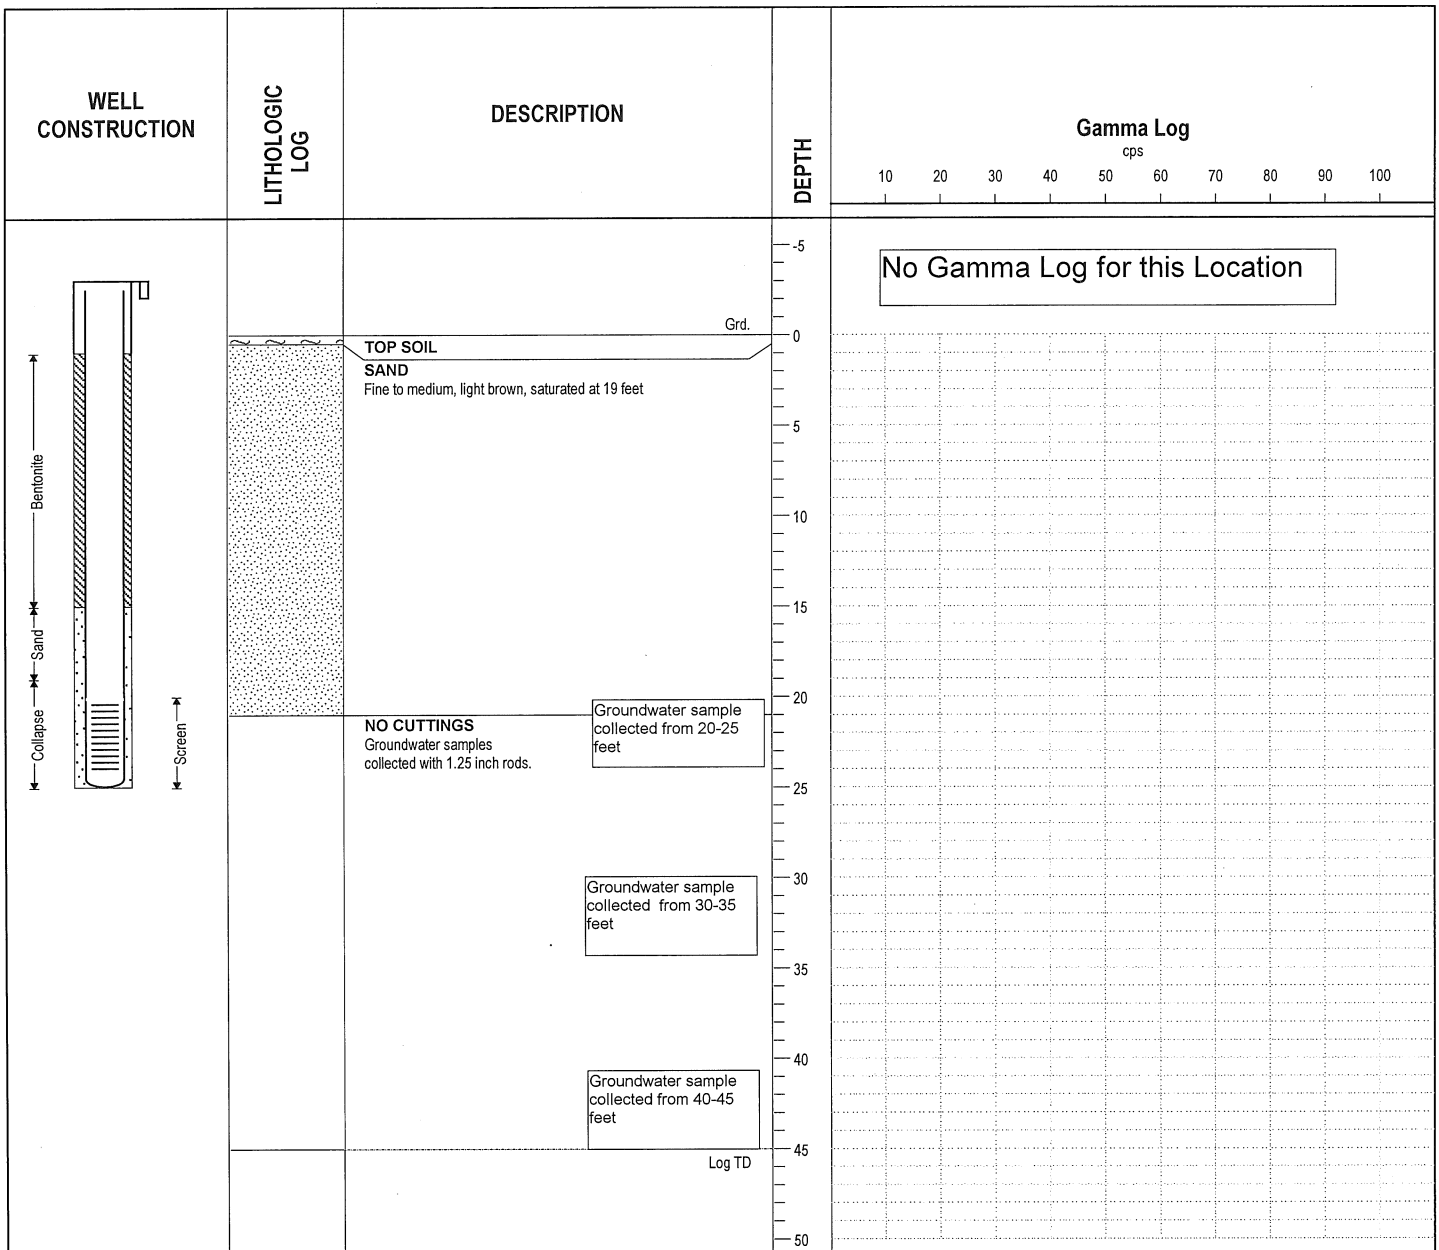 WELL
CONSTRUCTION
LITHOLOGIC
LOG
DESCRIPTION
DEPTH
Gamma Log
cps
10 20 30 40 50 60 70 80 90 100
-5
No Gamma Log for this Location
Grd.
0
TOP SOIL
SAND
Fine to medium, light brown, saturated at 19 feet
5
Bentonite
10
15
Sand
20
Collapse
Screen
NO CUTTINGS
Groundwater samples
collected with 1.25 inch rods.
Groundwater sample
collected from 20-25
feet
25
30
Groundwater sample
collected from 30-35
feet
35
40
Groundwater sample
collected from 40-45
feet
45
Log TD
50